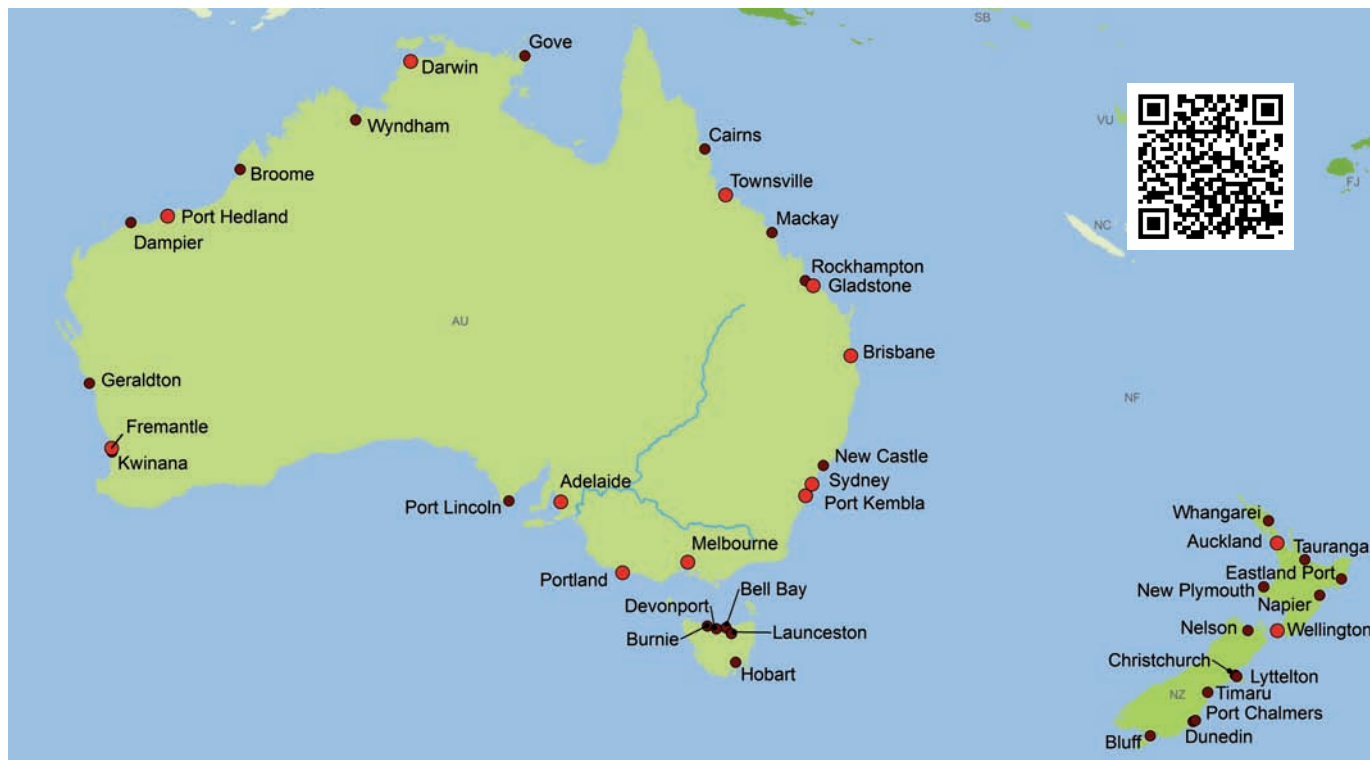 SB
Gove
Darwin
VU
Wyndham
Cairns
Broome
FJ
Townsville
Port Hedland
Mackay
NC
Dampier
Rockhampton
Gladstone
AU
Brisbane
Geraldton
NF
Fremantle
New Castle
Kwinana
Adelaide
Sydney
Port Lincoln
Port Kembla
Whangarei
Melbourne
Auckland
Tauranga
Portland
Eastland Port
Bell Bay
New Plymouth
Devonport
Napier
Burnie
Launceston
Nelson
Wellington
Christchurch
Hobart
Lyttelton
NZ
Timaru
Port Chalmers
Bluff
Dunedin